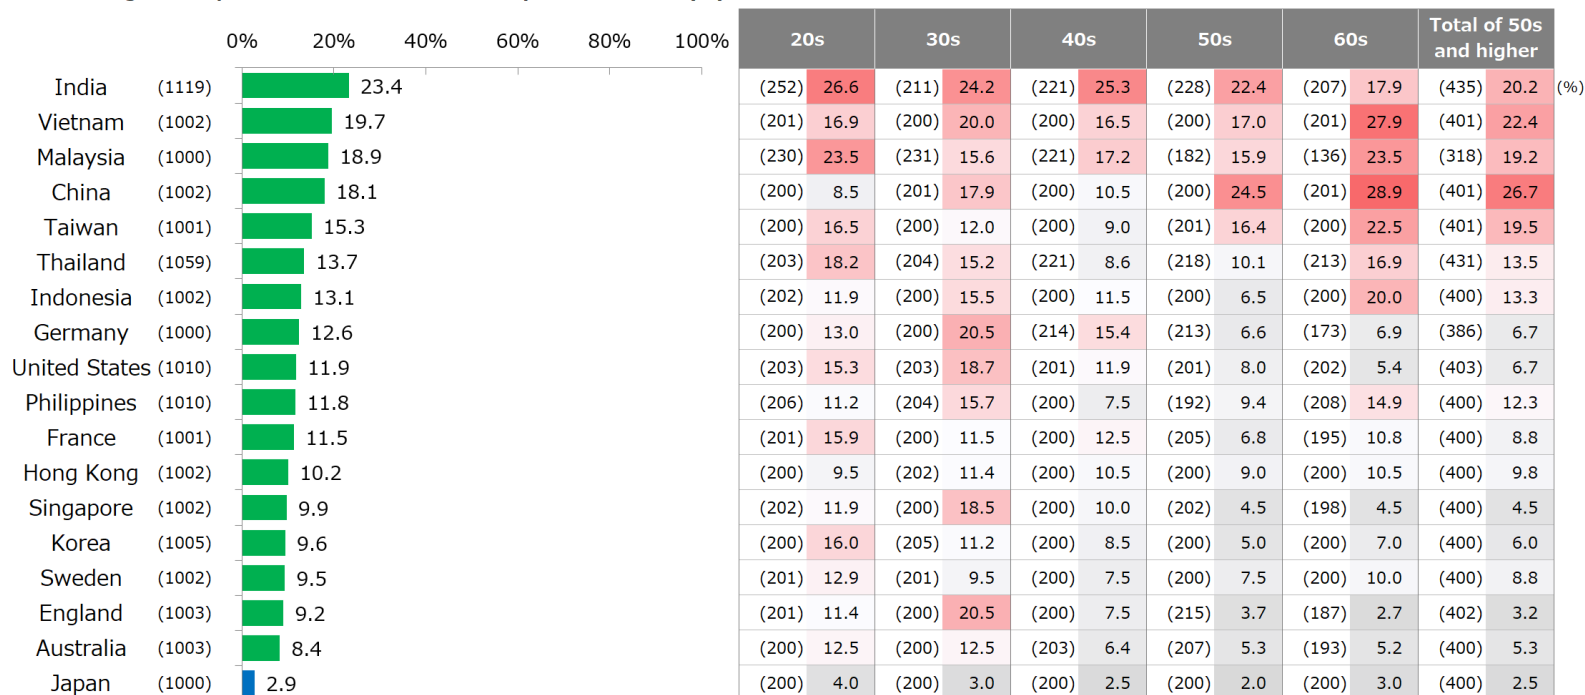 0% 20% 40% 60% 80% 100% 20s 30s 40s 50s 60s Total of 50s and higher
India (1119) 23.4 (252) 26.6 (211) 24.2 (221) 25.3 (228) 22.4 (207) 17.9 (435) 20.2 (%)
Vietnam (1002) 19.7 (201) 16.9 (200) 20.0 (200) 16.5 (200) 17.0 (201) 27.9 (401) 22.4
Malaysia (1000) 18.9 (230) 23.5 (231) 15.6 (221) 17.2 (182) 15.9 (136) 23.5 (318) 19.2
China (1002) 18.1 (200) 8.5 (201) 17.9 (200) 10.5 (200) 24.5 (201) 28.9 (401) 26.7
Taiwan (1001) 15.3 (200) 16.5 (200) 12.0 (200) 9.0 (201) 16.4 (200) 22.5 (401) 19.5
Thailand (1059) 13.7 (203) 18.2 (204) 15.2 (221) 8.6 (218) 10.1 (213) 16.9 (431) 13.5
Indonesia (1002) 13.1 (202) 11.9 (200) 15.5 (200) 11.5 (200) 6.5 (200) 20.0 (400) 13.3
Germany (1000) 12.6 (200) 13.0 (200) 20.5 (214) 15.4 (213) 6.6 (173) 6.9 (386) 6.7
United States (1010) 11.9 (203) 15.3 (203) 18.7 (201) 11.9 (201) 8.0 (202) 5.4 (403) 6.7
Philippines (1010) 11.8 (206) 11.2 (204) 15.7 (200) 7.5 (192) 9.4 (208) 14.9 (400) 12.3
France (1001) 11.5 (201) 15.9 (200) 11.5 (200) 12.5 (205) 6.8 (195) 10.8 (400) 8.8
Hong Kong (1002) 10.2 (200) 9.5 (202) 11.4 (200) 10.5 (200) 9.0 (200) 10.5 (400) 9.8
Singapore (1002) 9.9 (202) 11.9 (200) 18.5 (200) 10.0 (202) 4.5 (198) 4.5 (400) 4.5
Korea (1005) 9.6 (200) 16.0 (205) 11.2 (200) 8.5 (200) 5.0 (200) 7.0 (400) 6.0
Sweden (1002) 9.5 (201) 12.9 (201) 9.5 (200) 7.5 (200) 7.5 (200) 10.0 (400) 8.8
England (1003) 9.2 (201) 11.4 (200) 20.5 (200) 7.5 (215) 3.7 (187) 2.7 (402) 3.2
Australia (1003) 8.4 (200) 12.5 (200) 12.5 (203) 6.4 (207) 5.3 (193) 5.2 (400) 5.3
Japan (1000) 2.9 (200) 4.0 (200) 3.0 (200) 2.5 (200) 2.0 (200) 3.0 (400) 2.5